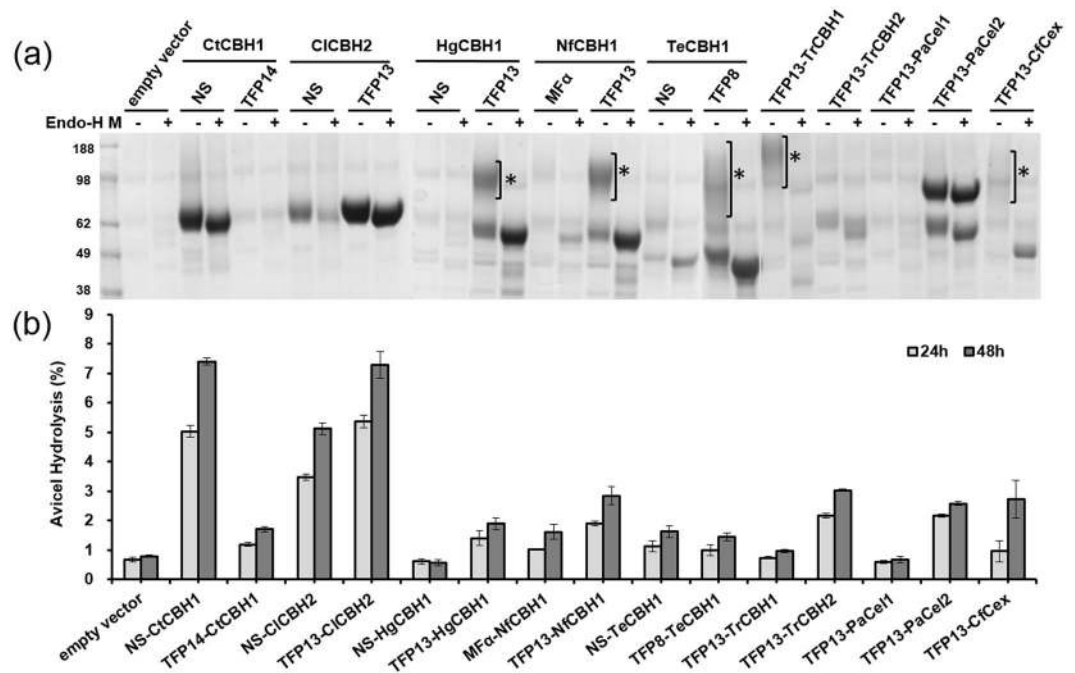 (a)
empty vector
CtCBH1
ClCBH2
HgCBH1
NfCBH1
TeCBH1
TFP13-TrCBH1
TFP13-TrCBH2
TFP13-PaCel1
TFP13-PaCel2
TFP13-CfCex
NS TFP14 NS TFP13 NS TFP13 MFα TFP13 NS TFP8
Endo-H M - + - + - + - + - + - + - + - + - + - + - + - + - + - + - + - +
188
98
62
49
38
* * * * *
(b)
Avicel Hydrolysis (%)
9
8
7
6
5
4
3
2
1
0
24h 48h
empty vector
NS-CtCBH1
TFP14-CtCBH1
NS-ClCBH2
TFP13-ClCBH2
NS-HgCBH1
TFP13-HgCBH1
MFα-NfCBH1
TFP13-NfCBH1
NS-TeCBH1
TFP8-TeCBH1
TFP13-TrCBH1
TFP13-TrCBH2
TFP13-PaCel1
TFP13-PaCel2
TFP13-CfCex